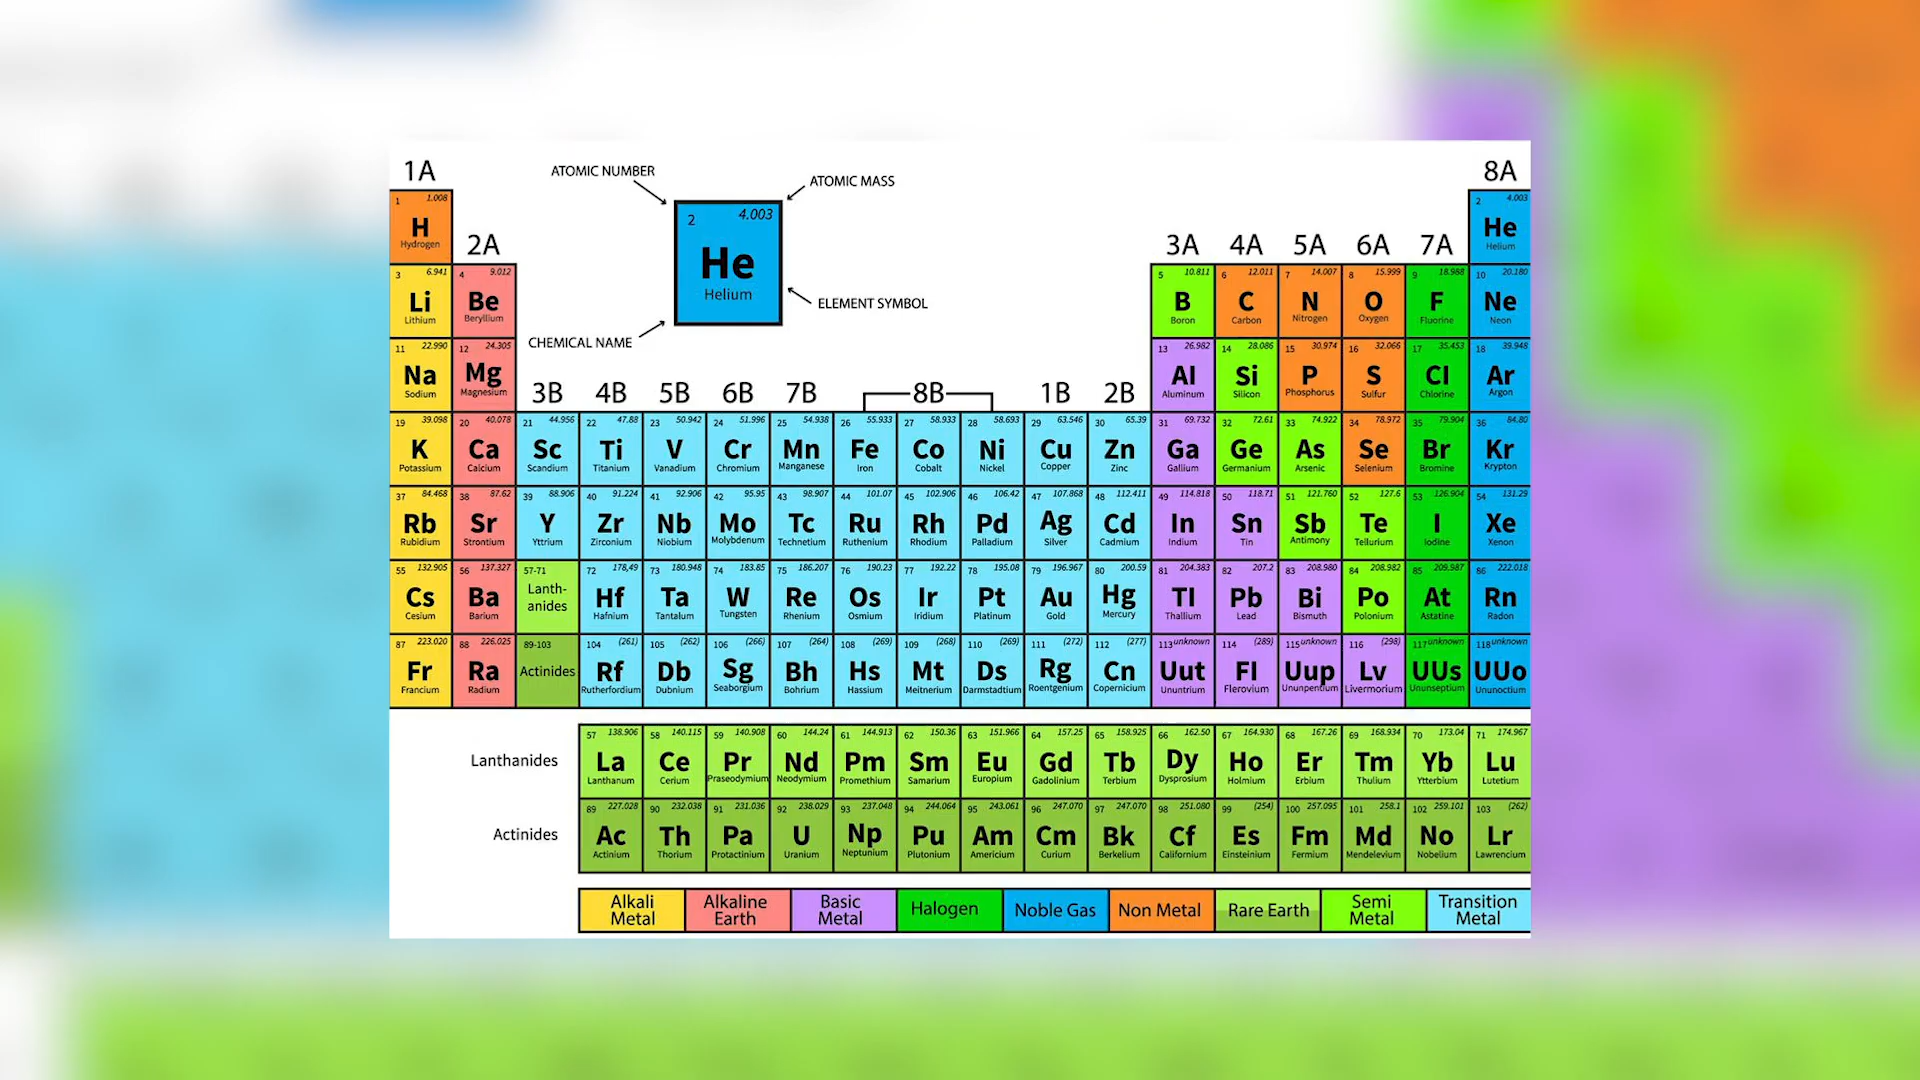 1A
8A
ATOMIC NUMBER
ATOMIC MASS
2 4.003
He
Helium
ELEMENT SYMBOL
CHEMICAL NAME
1 1.008
H
Hydrogen
2 4.003
He
Helium
2A
3A 4A 5A 6A 7A
3 6.941 4 9.012 5 10.811 6 12.011 7 14.007 8 15.999 9 18.988 10 20.180
Li Be B C N O F Ne
Lithium Beryllium Boron Carbon Nitrogen Oxygen Fluorine Neon
11 22.990 12 24.305 13 26.982 14 28.086 15 30.974 16 32.066 17 35.453 18 39.948
Na Mg Al Si P S Cl Ar
Sodium Magnesium Aluminum Silicon Phosphorus Sulfur Chlorine Argon
3B 4B 5B 6B 7B 8B 1B 2B
19 39.098 20 40.078 21 44.956 22 47.88 23 50.942 24 51.996 25 54.938 26 55.933 27 58.933 28 58.693 29 63.546 30 65.39 31 69.732 32 72.61 33 74.922 34 78.972 35 79.904 36 84.80
K Ca Sc Ti V Cr Mn Fe Co Ni Cu Zn Ga Ge As Se Br Kr
Potassium Calcium Scandium Titanium Vanadium Chromium Manganese Iron Cobalt Nickel Copper Zinc Gallium Germanium Arsenic Selenium Bromine Krypton
37 84.468 38 87.62 39 88.906 40 91.224 41 92.906 42 95.95 43 98.907 44 101.07 45 102.906 46 106.42 47 107.868 48 112.411 49 114.818 50 118.71 51 121.760 52 127.6 53 126.904 54 131.29
Rb Sr Y Zr Nb Mo Tc Ru Rh Pd Ag Cd In Sn Sb Te I Xe
Rubidium Strontium Yttrium Zirconium Niobium Molybdenum Technetium Ruthenium Rhodium Palladium Silver Cadmium Indium Tin Antimony Tellurium Iodine Xenon
55 132.905 56 137.327 57-71 72 178,49 73 180.948 74 183.85 75 186.207 76 190.23 77 192.22 78 195.08 79 196.967 80 200.59 81 204.383 82 207.2 83 208.980 84 208.982 85 209.987 86 222.018
Cs Ba Lanth-anides Hf Ta W Re Os Ir Pt Au Hg Tl Pb Bi Po At Rn
Cesium Barium Hafnium Tantalum Tungsten Rhenium Osmium Iridium Platinum Gold Mercury Thallium Lead Bismuth Polonium Astatine Radon
87 223.020 88 226.025 89-103 104 (261) 105 (262) 106 (266) 107 (264) 108 (269) 109 (268) 110 (269) 111 (272) 112 (277) 113 unknown 114 (289) 115 unknown 116 (298) 117 unknown 118 unknown
Fr Ra Actinides Rf Db Sg Bh Hs Mt Ds Rg Cn Uut Fl Uup Lv UUs UUo
Francium Radium Rutherfordium Dubnium Seaborgium Bohrium Hassium Meitnerium Darmstadtium Roentgenium Copernicium Ununtrium Flerovium Ununpentium Livermorium Ununseptium Ununoctium
57 138.906 58 140.115 59 140.908 60 144.24 61 144.913 62 150.36 63 151.966 64 157.25 65 158.925 66 162.50 67 164.930 68 167.26 69 168.934 70 173.04 71 174.967
Lanthanides La Ce Pr Nd Pm Sm Eu Gd Tb Dy Ho Er Tm Yb Lu
Lanthanum Cerium Praseodymium Neodymium Promethium Samarium Europium Gadolinium Terbium Dysprosium Holmium Erbium Thulium Ytterbium Lutetium
89 227.028 90 232.038 91 231.036 92 238.029 93 237.048 94 244.064 95 243.061 96 247.070 97 247.070 98 251.080 99 (254) 100 257.095 101 258.1 102 259.101 103 (262)
Actinides Ac Th Pa U Np Pu Am Cm Bk Cf Es Fm Md No Lr
Actinium Thorium Protactinium Uranium Neptunium Plutonium Americium Curium Berkelium Californium Einsteinium Fermium Mendelevium Nobelium Lawrencium
Alkali Metal Alkaline Earth Basic Metal Halogen Noble Gas Non Metal Rare Earth Semi Metal Transition Metal